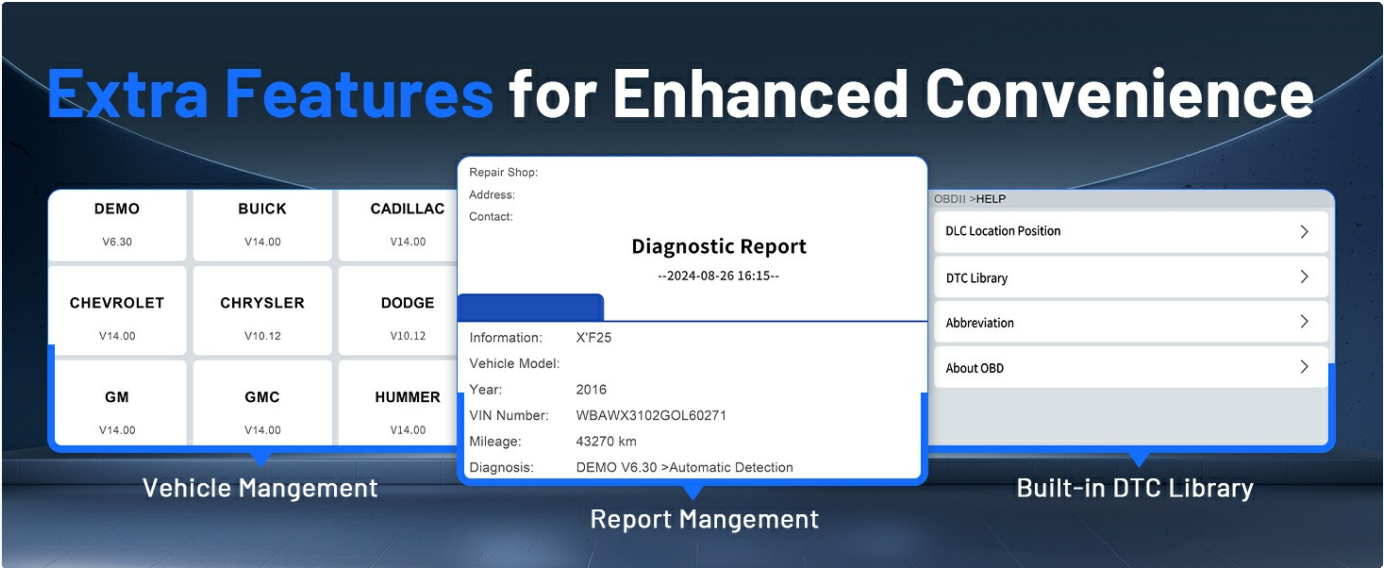 Extra Features for Enhanced Convenience
DEMO
V6.30
BUICK
V14.00
CADILLAC
V14.00
CHEVROLET
V14.00
CHRYSLER
V10.12
DODGE
V10.12
GM
V14.00
GMC
V14.00
HUMMER
V14.00
Vehicle Mangement
Repair Shop:
Address:
Contact:
Diagnostic Report
--2024-08-26 16:15--
Information: X'F25
Vehicle Model:
Year: 2016
VIN Number: WBAWX3102GOL60271
Mileage: 43270 km
Diagnosis: DEMO V6.30 >Automatic Detection
Report Mangement
OBDII >HELP
DLC Location Position
DTC Library
Abbreviation
About OBD
Built-in DTC Library